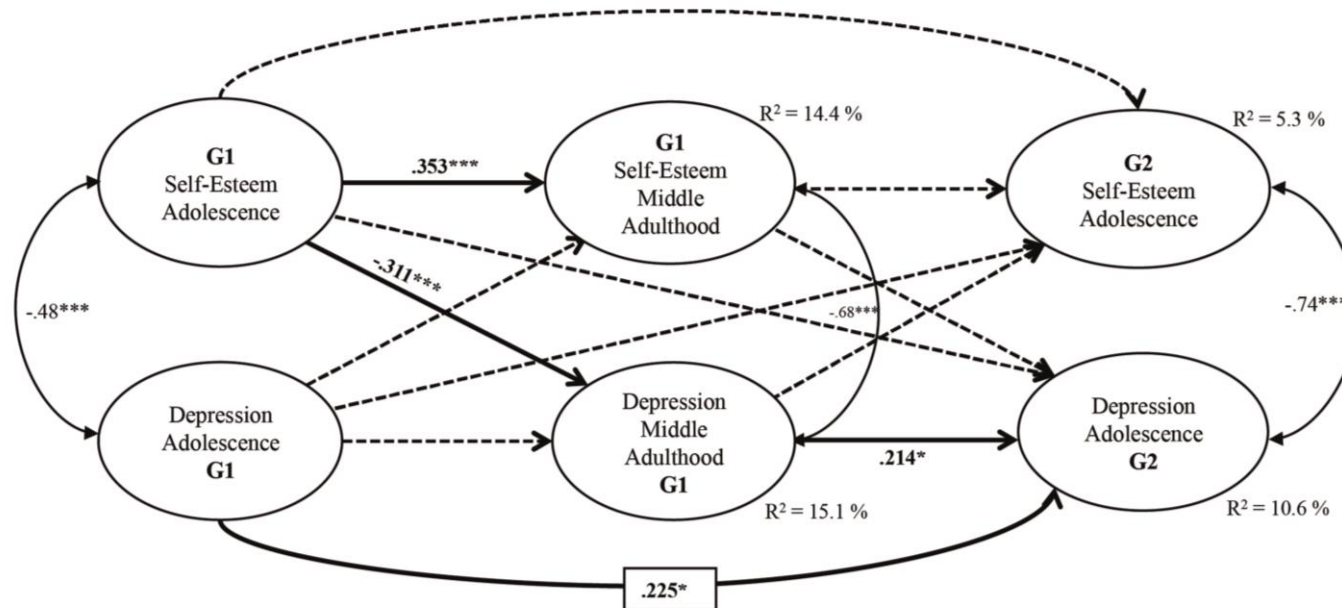 R² = 14.4 %
R² = 5.3 %
G1
Self-Esteem
Adolescence
.353***
G1
Self-Esteem
Middle
Adulthood
G2
Self-Esteem
Adolescence
-.311***
-.48***
-.68***
-.74***
Depression
Adolescence
G1
Depression
Middle
Adulthood
G1
.214*
Depression
Adolescence
G2
R² = 15.1 %
R² = 10.6 %
.225*